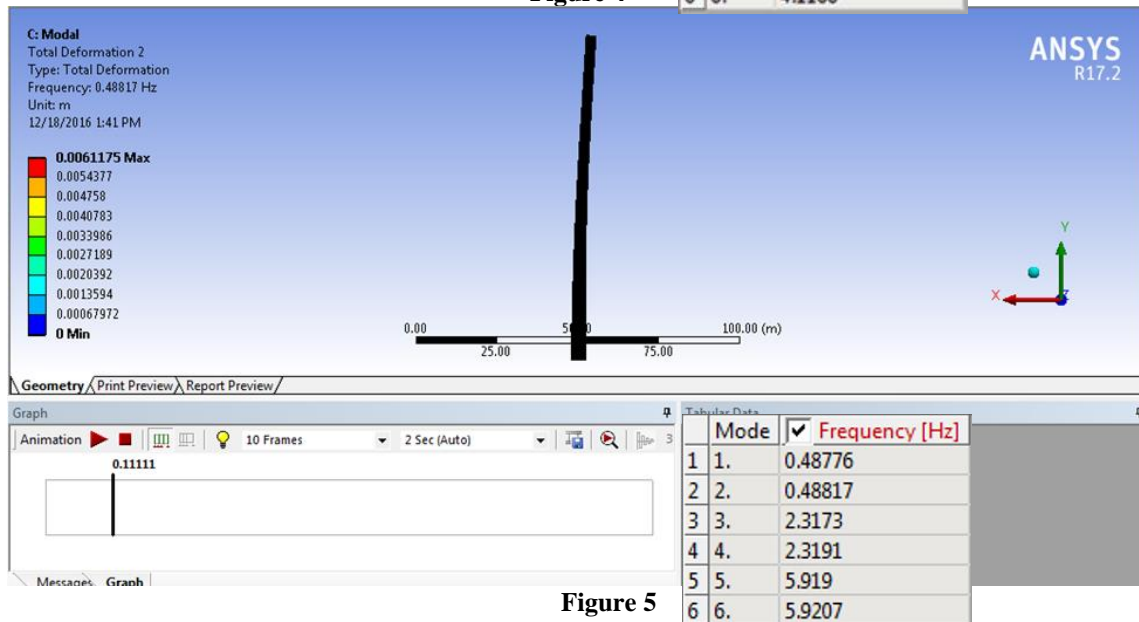 C: Modal
Total Deformation 2
Type: Total Deformation
Frequency: 0.48817 Hz
Unit: m
12/18/2016 1:41 PM
ANSYS
R17.2
0.0061175 Max
0.0054377
0.004758
0.0040783
0.0033986
0.0027189
0.0020392
0.0013594
0.00067972
0 Min
Y
X
Z
0.00 100.00 (m)
25.00 75.00
Geometry Print Preview Report Preview
Graph
Tabular Data
Animation 10 Frames 2 Sec (Auto) 3
0.11111
Mode Frequency [Hz]
1 1. 0.48776
2 2. 0.48817
3 3. 2.3173
4 4. 2.3191
5 5. 5.919
6 6. 5.9207
Messages Graph
Figure 5